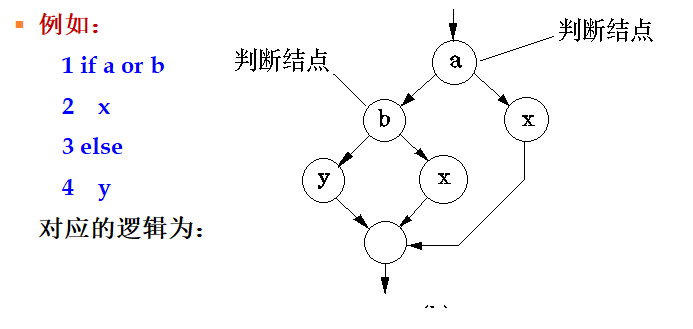 例如：
1 if a or b
2 x
3 else
4 y
对应的逻辑为：
判断结点
判断结点
a
b
x
y
x